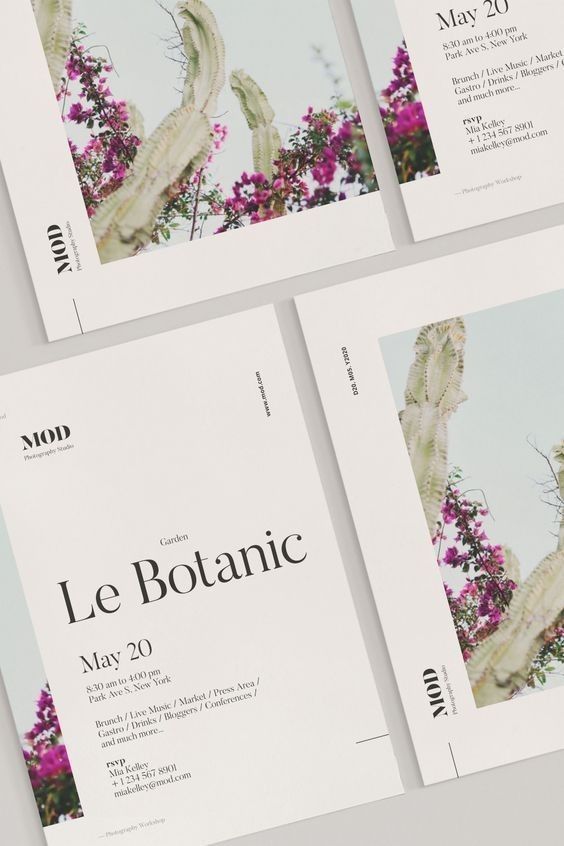 MOD
Photography Studio
May 20
8:30 am to 4:00 pm
Park Ave S, New York
Brunch / Live Music / Market
Gastro / Drinks / Bloggers /
and much more...
rsvp
Mia Kelley
+ 1 234 567 8901
miakelley@mod.com
— Photography Workshop
MOD
Photography Studio
www.mod.com
Garden
Le Botanic
May 20
8:30 am to 4:00 pm
Park Ave S, New York
Brunch / Live Music / Market / Press Area /
Gastro / Drinks / Bloggers / Conferences /
and much more...
rsvp
Mia Kelley
+ 1 234 567 8901
miakelley@mod.com
— Photography Workshop
D20. M05. Y2020
MOD
Photography Studio